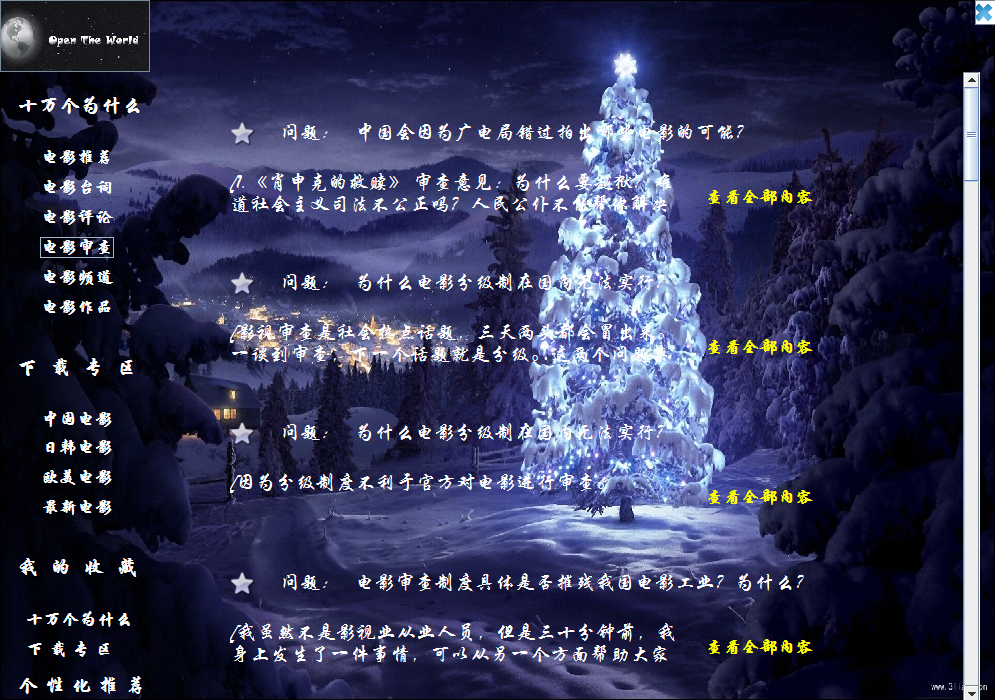 Open The World
十万个为什么
电影推荐
电影台词
电影评论
电影审查
电影频道
电影作品
下载专区
中国电影
日韩电影
欧美电影
最新电影
我的收藏
十万个为什么
下载专区
个性化推荐
问题： 中国会因为广电局错过拍出哪些电影的可能？
1.《肖申克的救赎》 审查意见：为什么要越狱？难
道社会主义司法不公正吗？人民公仆不能帮你解决
查看全部内容
问题： 为什么电影分级制在国内无法实行？
影视审查是社会热点话题，三天两头都会冒出来。
一谈到审查，下一个话题就是分级。这两个问题其
查看全部内容
问题： 为什么电影分级制在国内无法实行？
因为分级制度不利于官方对电影进行审查。
查看全部内容
问题： 电影审查制度具体是否摧残我国电影工业？为什么？
我虽然不是影视业从业人员，但是三十分钟前，我
身上发生了一件事情，可以从另一个方面帮助大家
查看全部内容